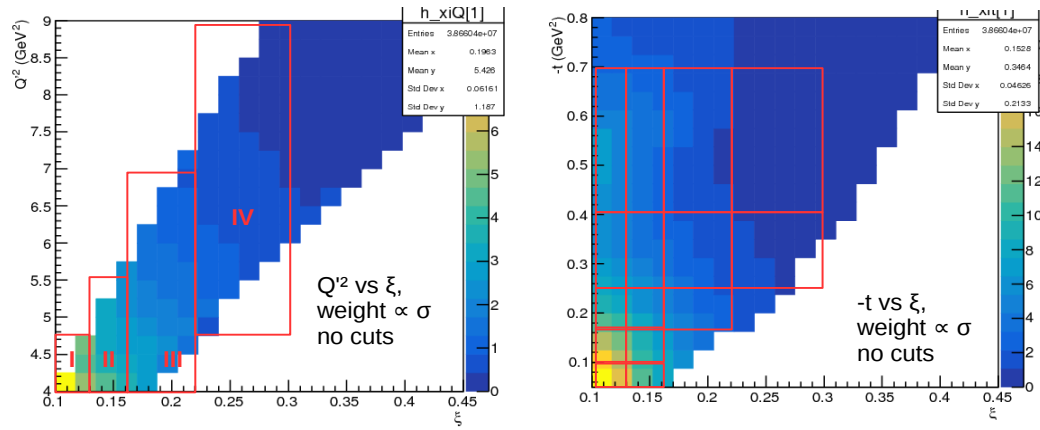 h_xiQ[1]
Entries 3.86604e+07
Mean x 0.1963
Mean y 5.426
Std Dev x 0.06161
Std Dev y 1.187
Q'² (GeV²)
9
8.5
8
7.5
7
6.5
6
5.5
5
4.5
4
I
II
III
IV
Q'² vs ξ,
weight ∝ σ
no cuts
6
5
4
3
2
1
0
0.1 0.15 0.2 0.25 0.3 0.35 0.4 0.45
ξ
h_xit[1]
Entries 3.86604e+07
Mean x 0.1528
Mean y 0.3464
Std Dev x 0.04626
Std Dev y 0.2133
-t (GeV²)
0.8
0.7
0.6
0.5
0.4
0.3
0.2
0.1
-t vs ξ,
weight ∝ σ
no cuts
16
14
12
10
8
6
4
2
0
0.1 0.15 0.2 0.25 0.3 0.35 0.4 0.45
ξ